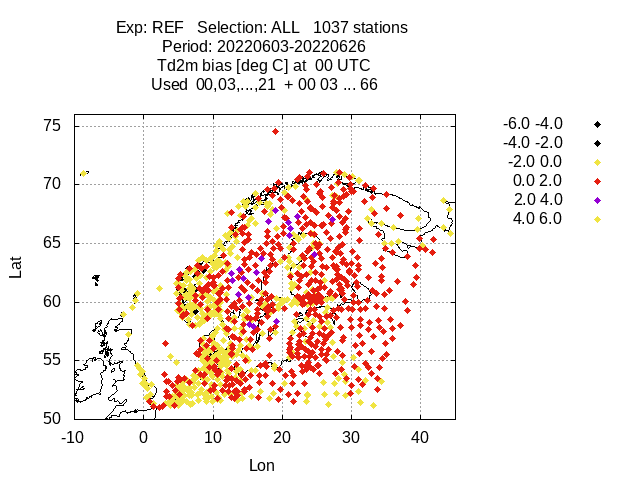 Exp: REF   Selection: ALL   1037 stations
Period: 20220603-20220626
Td2m bias [deg C] at  00 UTC
Used  00,03,...,21  + 00 03 ... 66
-6.0 -4.0
-4.0 -2.0
-2.0 0.0
0.0 2.0
2.0 4.0
4.0 6.0
75
70
65
60
55
50
Lat
-10 0 10 20 30 40
Lon